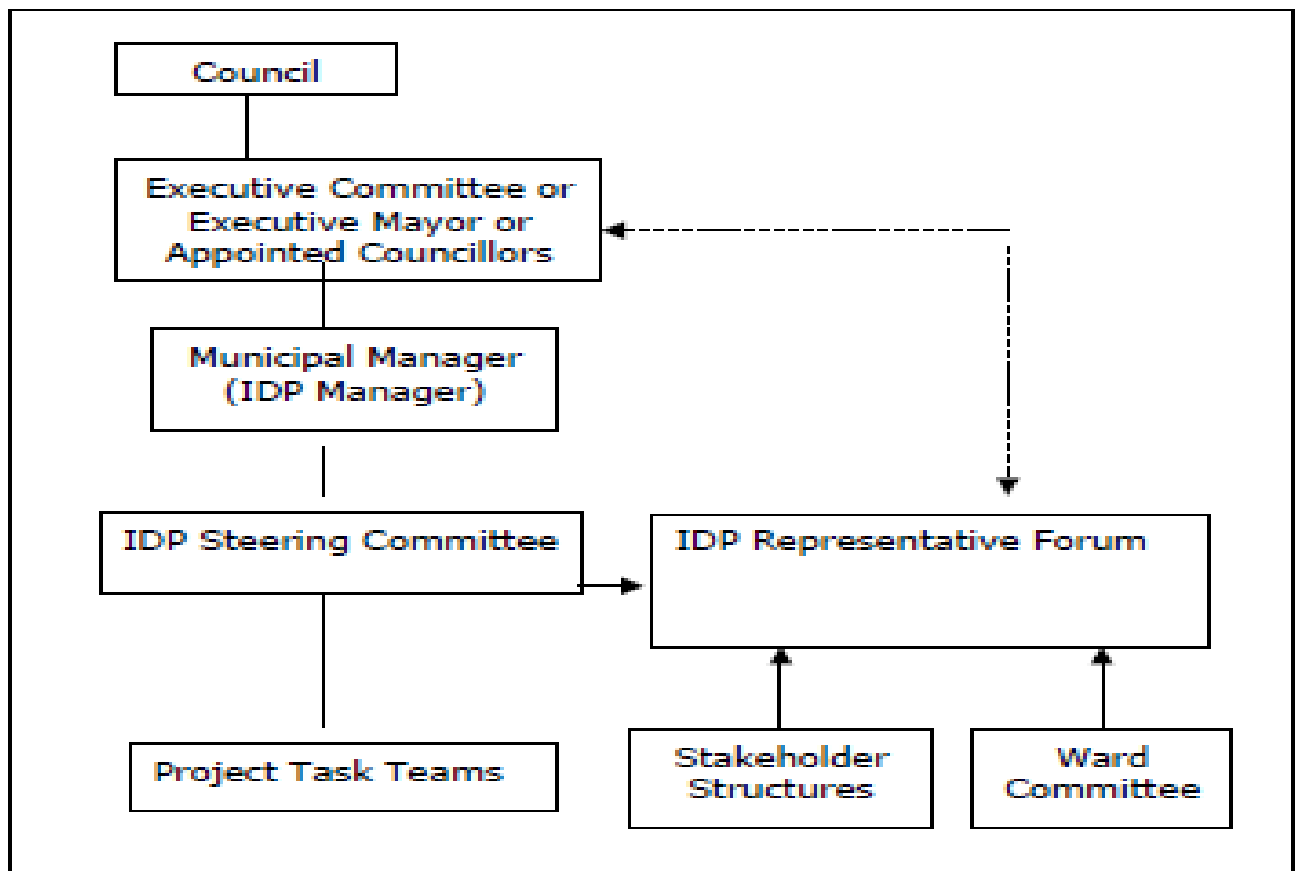 Council
Executive Committee or
Executive Mayor or
Appointed Councillors
Municipal Manager
(IDP Manager)
IDP Steering Committee
IDP Representative Forum
Project Task Teams
Stakeholder
Structures
Ward
Committee